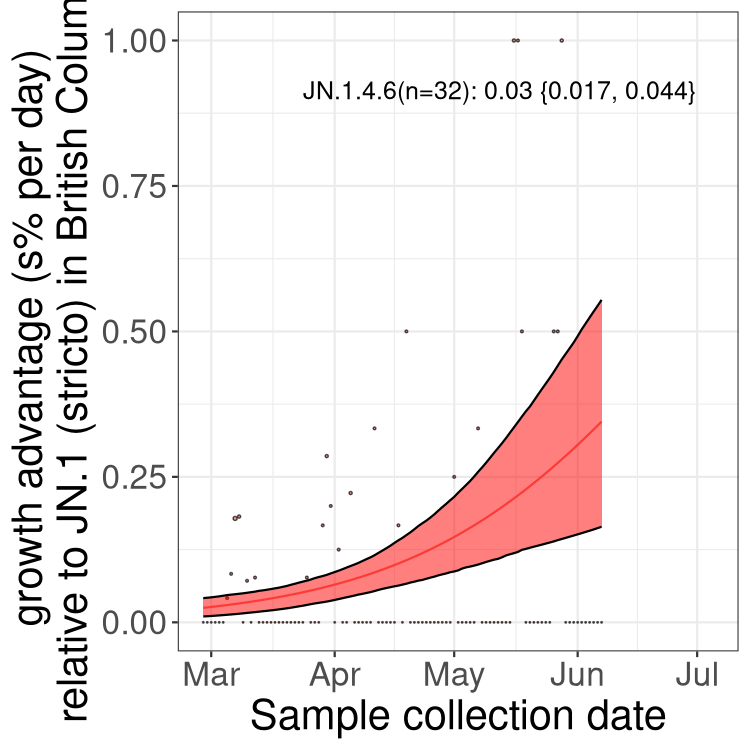 growth advantage (s% per day)
relative to JN.1 (stricto) in British Colum
1.00
0.75
0.50
0.25
0.00
JN.1.4.6(n=32): 0.03 {0.017, 0.044}
Mar Apr May Jun Jul
Sample collection date